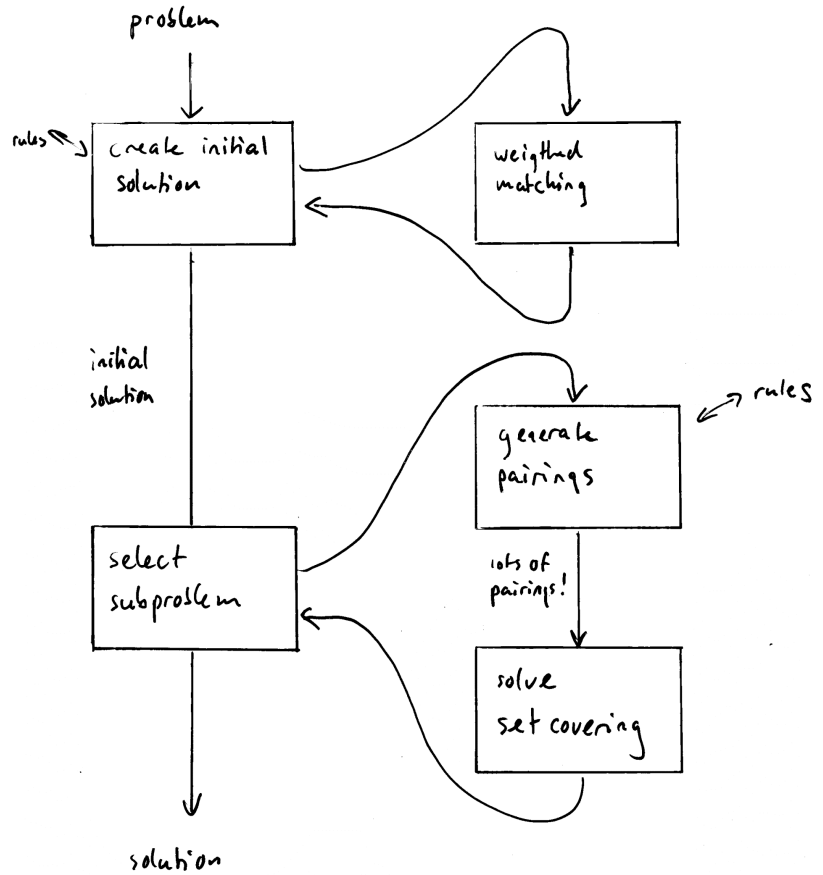 problem
rules
create initial
solution
weigthed
matching
initial
solution
generate
pairings
rules
select
subproblem
lots of
pairings!
solve
set covering
solution